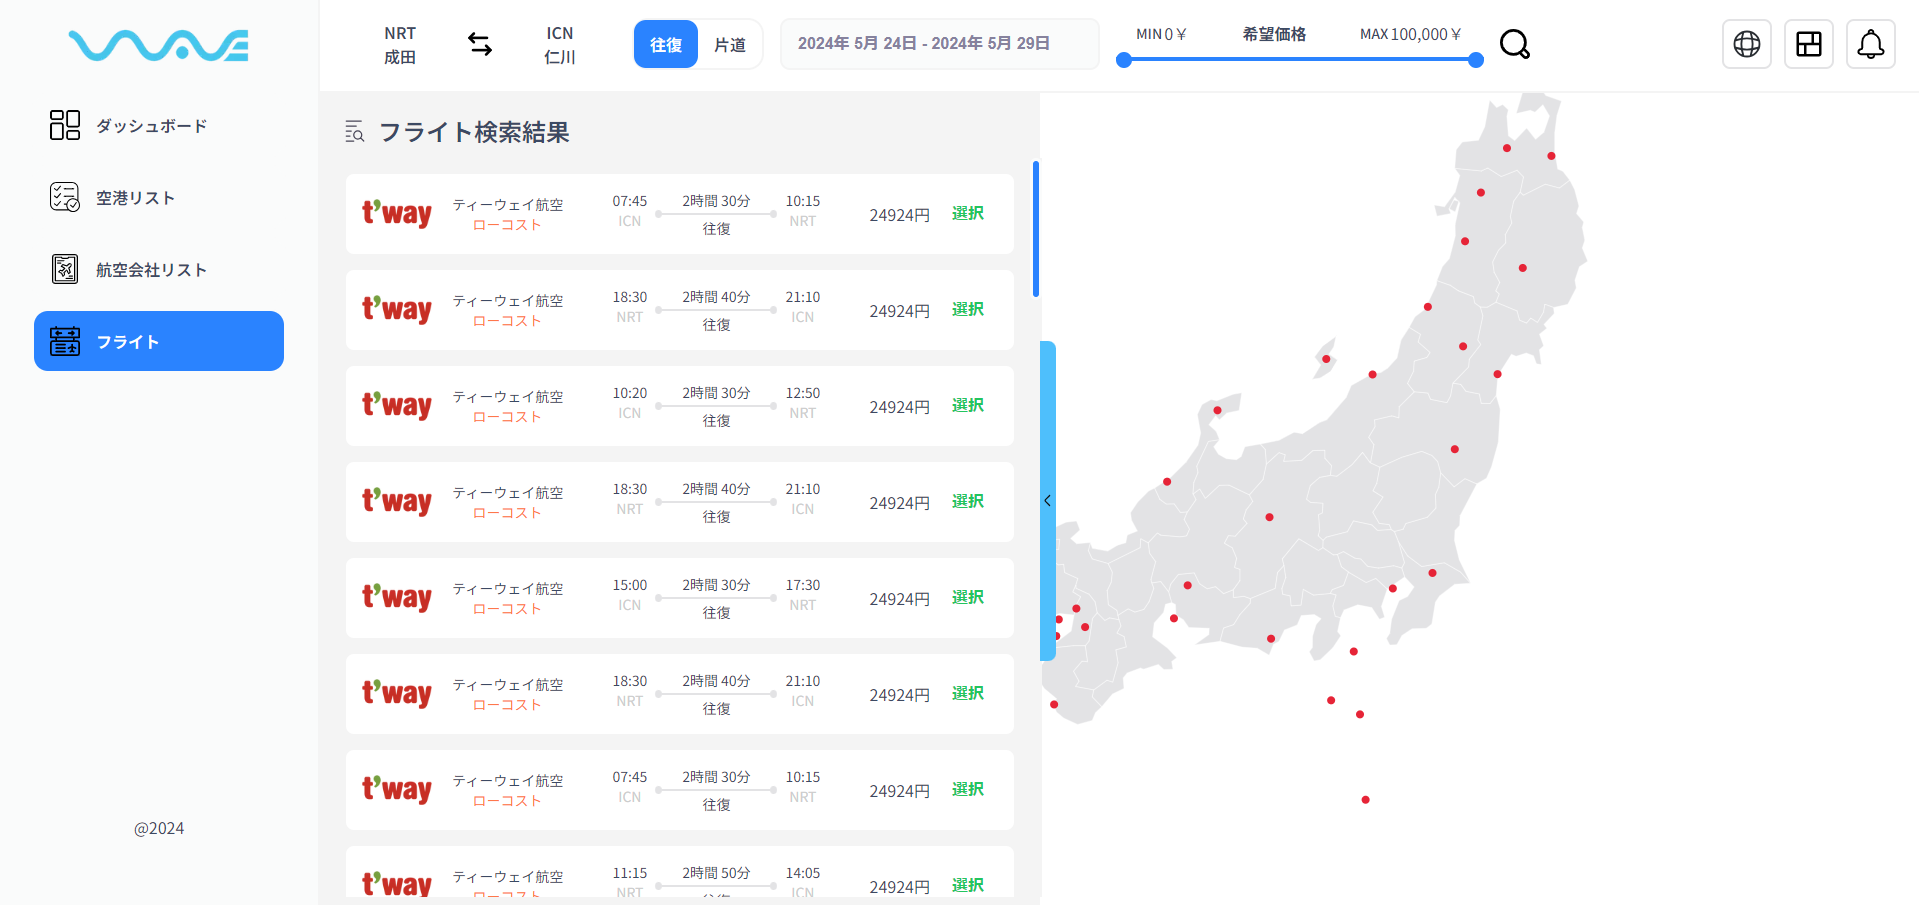 WAVE
ダッシュボード
空港リスト
航空会社リスト
フライト
@2024
NRT
成田
ICN
仁川
往復 片道
2024年 5月 24日 - 2024年 5月 29日
MIN 0 ¥ 希望価格 MAX 100,000 ¥
フライト検索結果
t'way ティーウェイ航空 ローコスト 07:45 ICN 2時間 30分 往復 10:15 NRT 24924円 選択
t'way ティーウェイ航空 ローコスト 18:30 NRT 2時間 40分 往復 21:10 ICN 24924円 選択
t'way ティーウェイ航空 ローコスト 10:20 ICN 2時間 30分 往復 12:50 NRT 24924円 選択
t'way ティーウェイ航空 ローコスト 18:30 NRT 2時間 40分 往復 21:10 ICN 24924円 選択
t'way ティーウェイ航空 ローコスト 15:00 ICN 2時間 30分 往復 17:30 NRT 24924円 選択
t'way ティーウェイ航空 ローコスト 18:30 NRT 2時間 40分 往復 21:10 ICN 24924円 選択
t'way ティーウェイ航空 ローコスト 07:45 ICN 2時間 30分 往復 10:15 NRT 24924円 選択
t'way ティーウェイ航空 ローコスト 11:15 NRT 2時間 50分 往復 14:05 ICN 24924円 選択